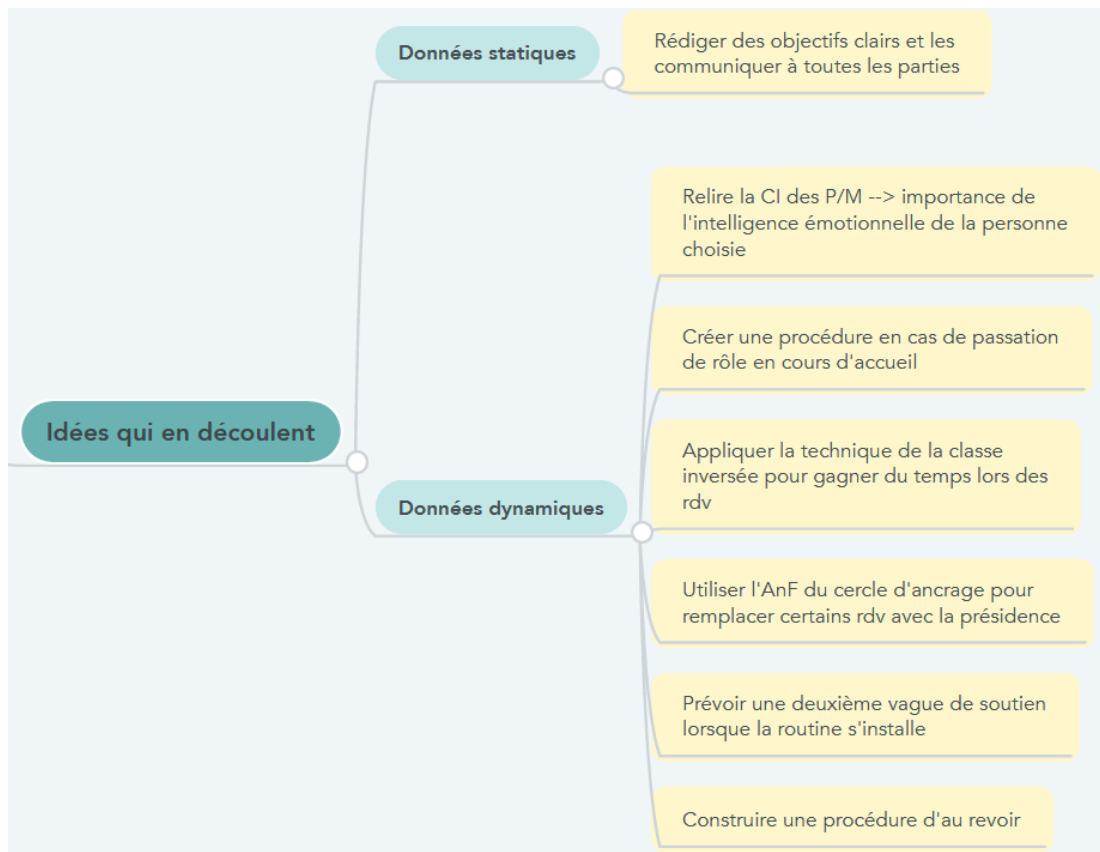 Données statiques
Rédiger des objectifs clairs et les
communiquer à toutes les parties
Idées qui en découlent
Données dynamiques
Relire la CI des P/M --> importance de
l'intelligence émotionnelle de la personne
choisie
Créer une procédure en cas de passation
de rôle en cours d'accueil
Appliquer la technique de la classe
inversée pour gagner du temps lors des
rdv
Utiliser l'AnF du cercle d'ancrage pour
remplacer certains rdv avec la présidence
Prévoir une deuxième vague de soutien
lorsque la routine s'installe
Construire une procédure d'au revoir